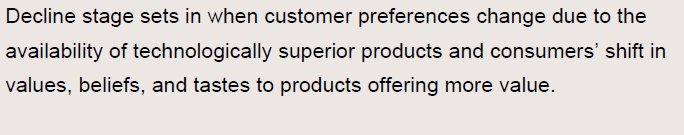 Decline stage sets in when customer preferences change due to the
availability of technologically superior products and consumers’ shift in
values, beliefs, and tastes to products offering more value.